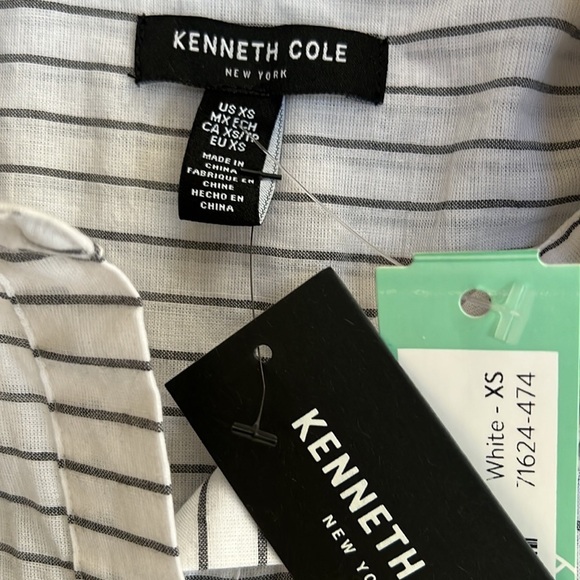 KENNETH COLE
NEW YORK
US XS
MX ECH
CA XS/TP
EU XS
MADE IN
CHINA
FABRIQUE EN
CHINE
HECHO EN
CHINA
KENNETH
NEW YO
White - XS
71624-474